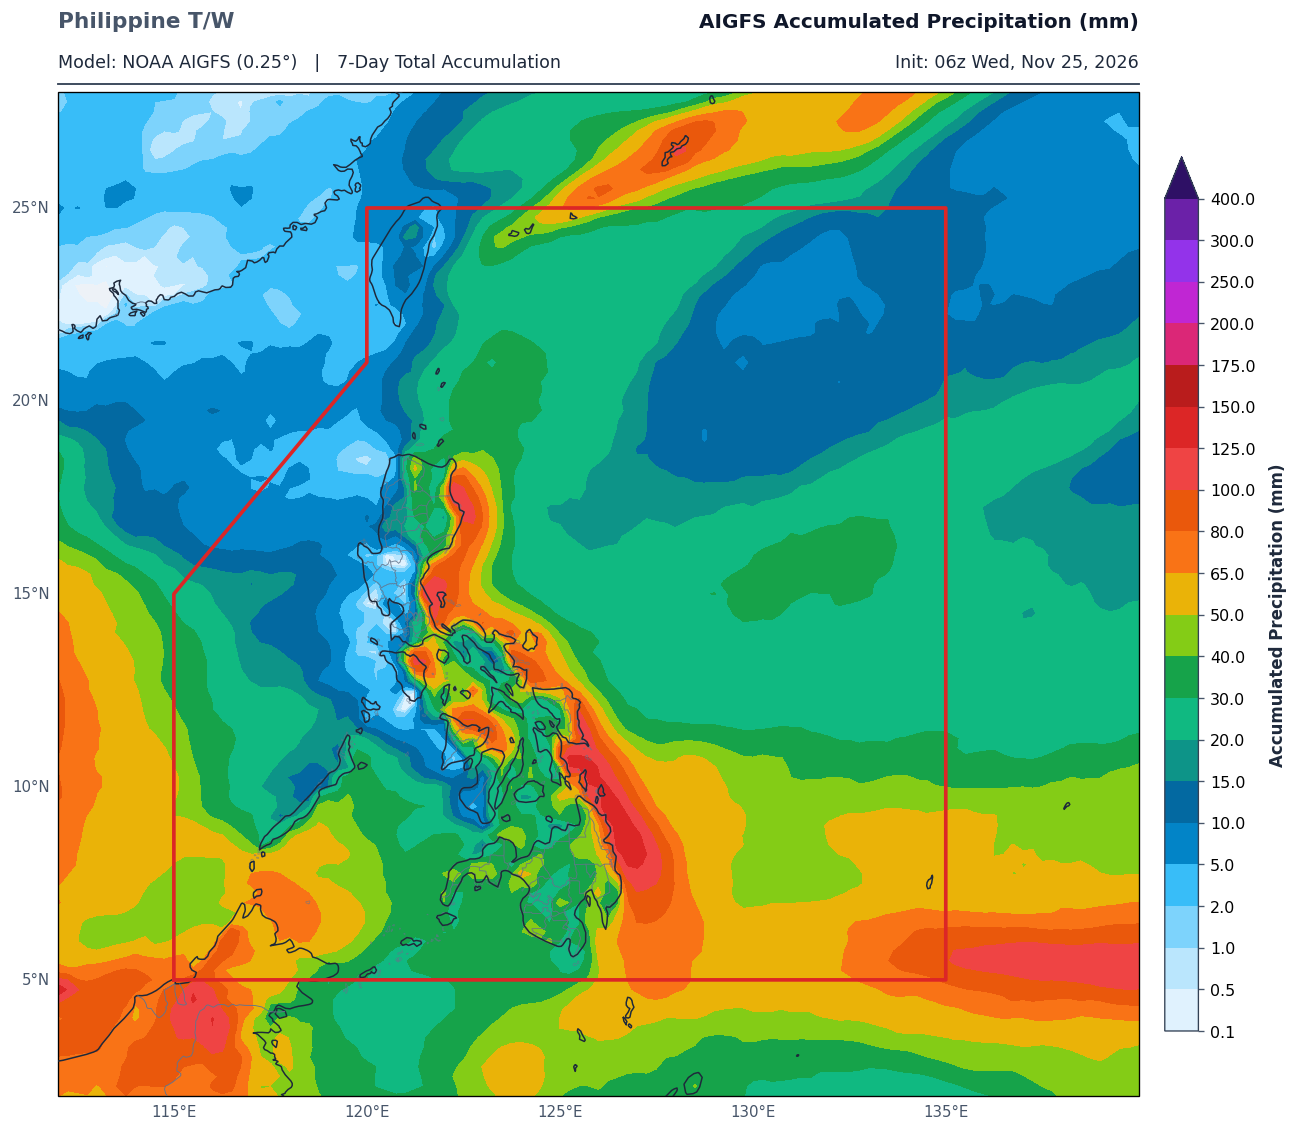 Philippine T/W
AIGFS Accumulated Precipitation (mm)
Model: NOAA AIGFS (0.25°)   |   7-Day Total Accumulation
Init: 06z Wed, Nov 25, 2026
25°N
20°N
15°N
10°N
5°N
115°E
120°E
125°E
130°E
135°E
400.0
300.0
250.0
200.0
175.0
150.0
125.0
100.0
80.0
65.0
50.0
40.0
30.0
20.0
15.0
10.0
5.0
2.0
1.0
0.5
0.1
Accumulated Precipitation (mm)